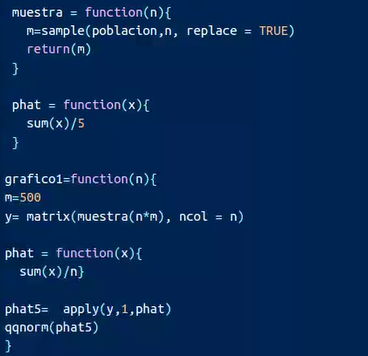 muestra = function(n){
m=sample(poblacion,n, replace = TRUE)
return(m)
}
phat = function(x){
sum(x)/5
}
grafico1=function(n){
m=500
y= matrix(muestra(n*m), ncol = n)
phat = function(x){
sum(x)/n}
phat5=  apply(y,1,phat)
qqnorm(phat5)
}